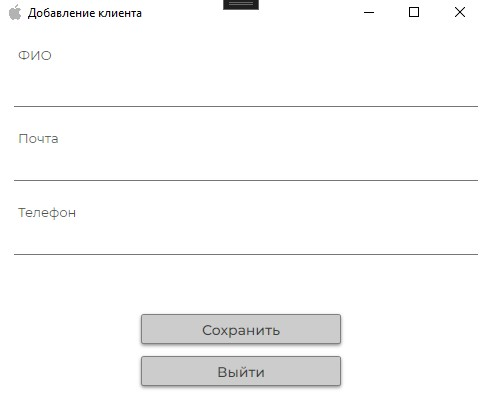 Добавление клиента
ФИО
Почта
Телефон
Сохранить
Выйти